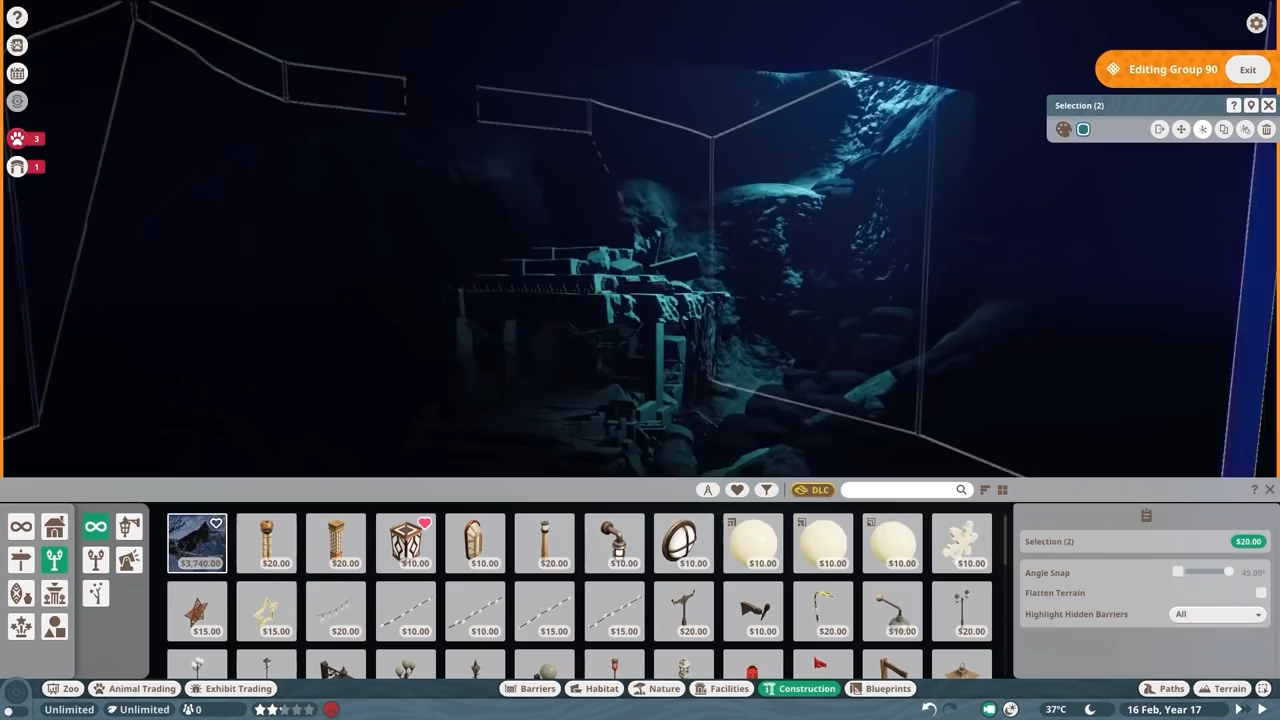 ?
Editing Group 90
Exit
Selection (2)
?
3
1
DLC
?
$3,740.00
$20.00
$20.00
$10.00
$10.00
$20.00
$10.00
$10.00
$10.00
$10.00
$10.00
$10.00
$15.00
$15.00
$20.00
$10.00
$10.00
$15.00
$15.00
$20.00
$10.00
$20.00
$10.00
$20.00
Selection (2)
$20.00
Angle Snap
45.00°
Flatten Terrain
Highlight Hidden Barriers
All
Zoo
Animal Trading
Exhibit Trading
Barriers
Habitat
Nature
Facilities
Construction
Blueprints
Paths
Terrain
Unlimited
Unlimited
0
37°C
16 Feb, Year 17